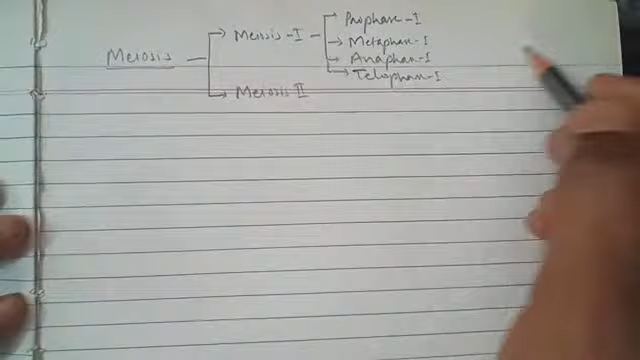 Prophase-I
Meiosis Meiosis-I Metaphase-I
Anaphase-I
Telophase-I
Meiosis II